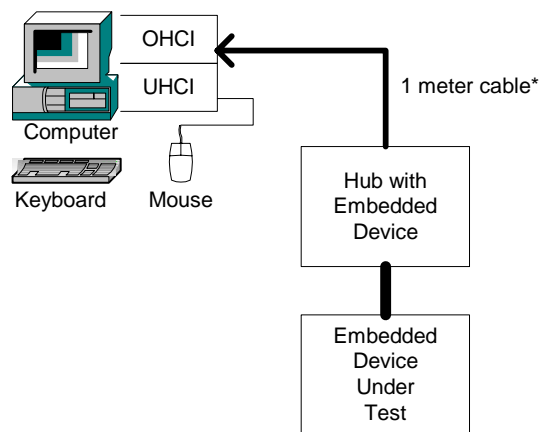 OHCI
UHCI
1 meter cable*
Computer
Keyboard
Mouse
Hub with
Embedded
Device
Embedded
Device
Under
Test